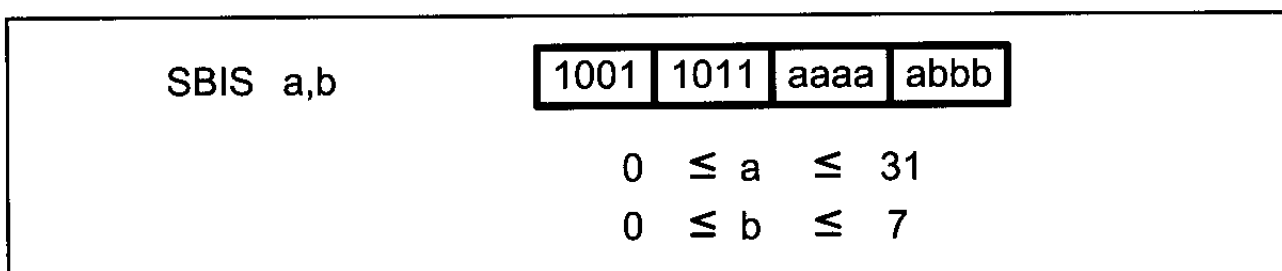 SBIS a,b 1001 1011 aaaa abbb
0 ≤ a ≤ 31
0 ≤ b ≤ 7